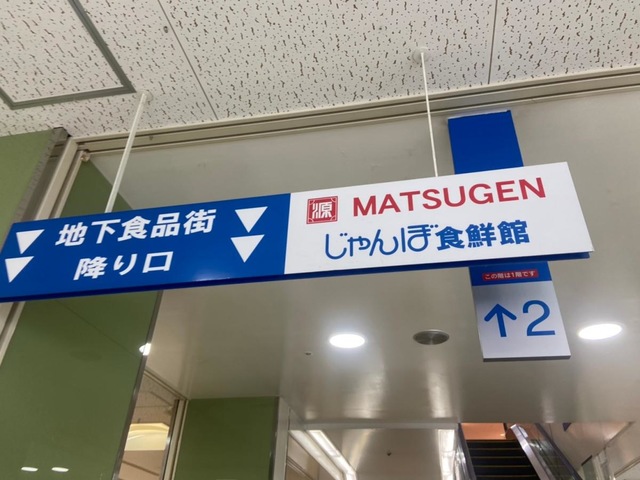 地下食品街
降り口
源 MATSUGEN
じゃんぼ食鮮館
この階は1階です
↑2